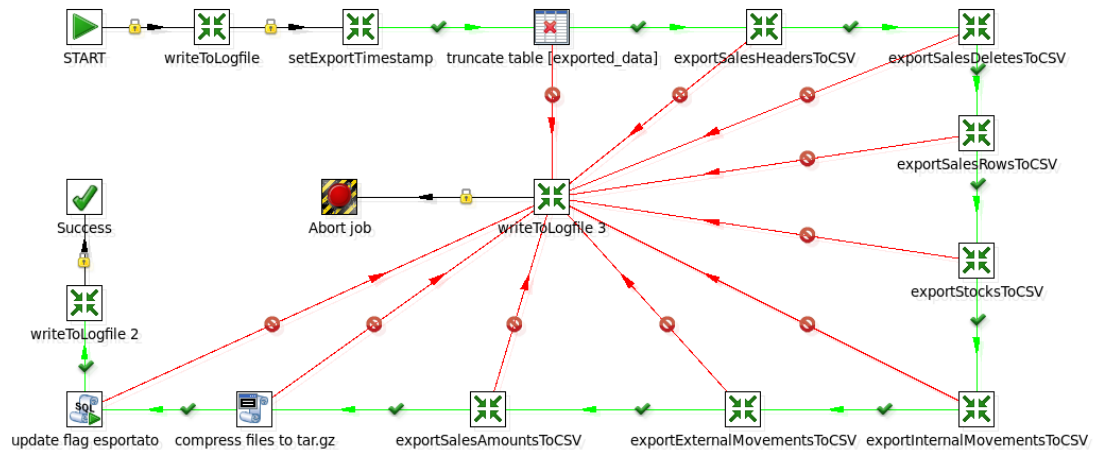 START
writeToLogfile
setExportTimestamp
truncate table [exported_data]
exportSalesHeadersToCSV
exportSalesDeletesToCSV
exportSalesRowsToCSV
Success
Abort job
writeToLogfile 3
exportStocksToCSV
writeToLogfile 2
SQL
update flag esportato
compress files to tar.gz
exportSalesAmountsToCSV
exportExternalMovementsToCSV
exportInternalMovementsToCSV